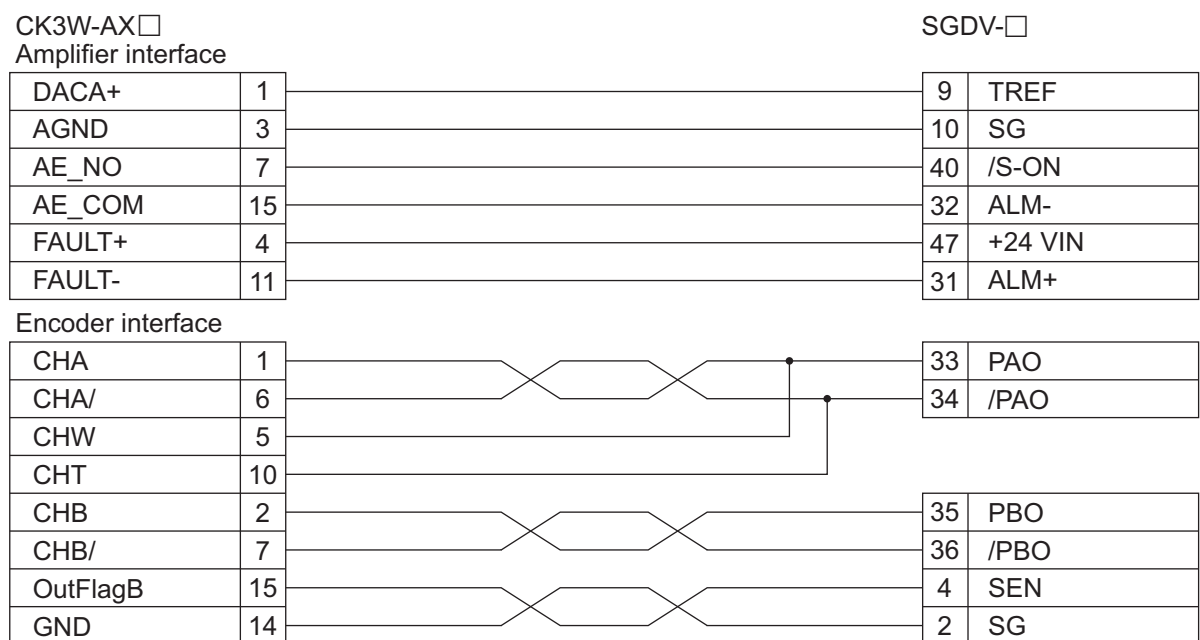 CK3W-AX□ SGDV-□
Amplifier interface
DACA+ 1 9 TREF
AGND 3 10 SG
AE_NO 7 40 /S-ON
AE_COM 15 32 ALM-
FAULT+ 4 47 +24 VIN
FAULT- 11 31 ALM+
Encoder interface
CHA 1 33 PAO
CHA/ 6 34 /PAO
CHW 5
CHT 10
CHB 2 35 PBO
CHB/ 7 36 /PBO
OutFlagB 15 4 SEN
GND 14 2 SG